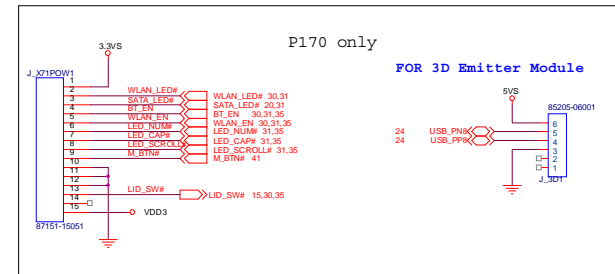 P170 only
FOR 3D Emitter Module
3.3VS
J_X71POW1
1
2 WLAN_LED# WLAN_LED# 30,31
3 SATA_LED# SATA_LED# 20,31
4 BT_EN BT_EN 30,31,35
5 WLAN_EN WLAN_EN 30,31,35
6 LED_NUM# LED_NUM# 31,35
7 LED_CAP# LED_CAP# 31,35
8 LED_SCROLL# LED_SCROLL# 31,35
9 M_BTN# M_BTN# 41
10
11
12
13 LID_SW# LID_SW# 15,30,35
14
15 VDD3
87151-15051
5VS
85205-06001
6
24 USB_PN8 5
24 USB_PP8 4
3
2
1
J_3D1